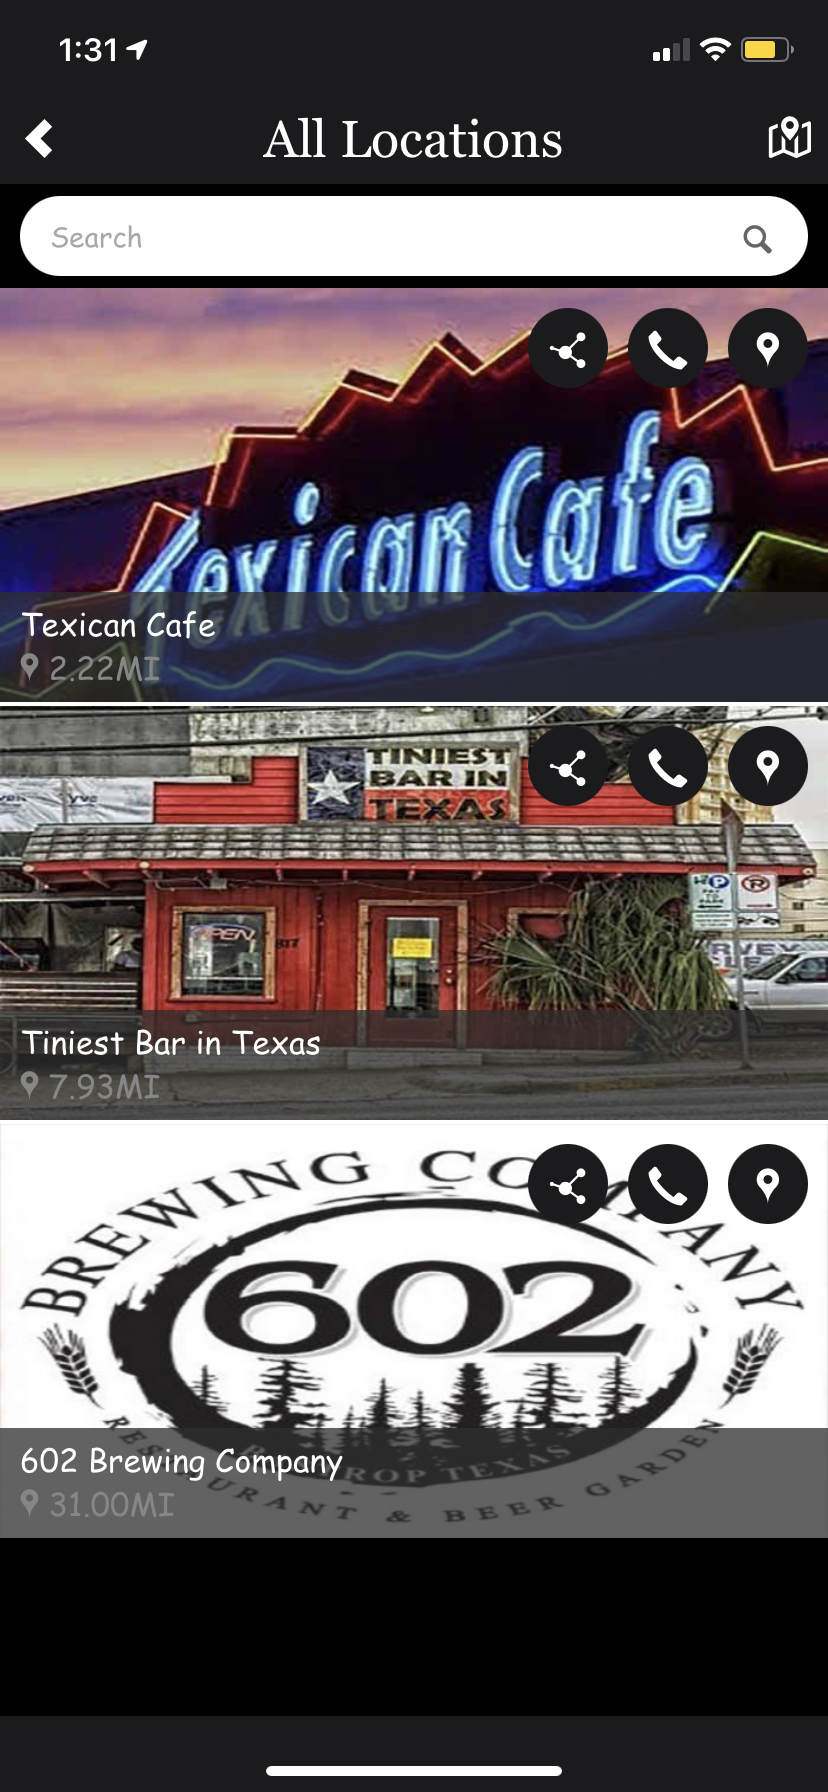 1:31
All Locations
Search
Texican Cafe
Texican Cafe
2.22MI
TINIEST
BAR IN
TEXAS
OPEN
817
P
R
Tiniest Bar in Texas
7.93MI
BREWING COMPANY
602
TEXAS
RESTAURANT & BEER GARDEN
602 Brewing Company
31.00MI